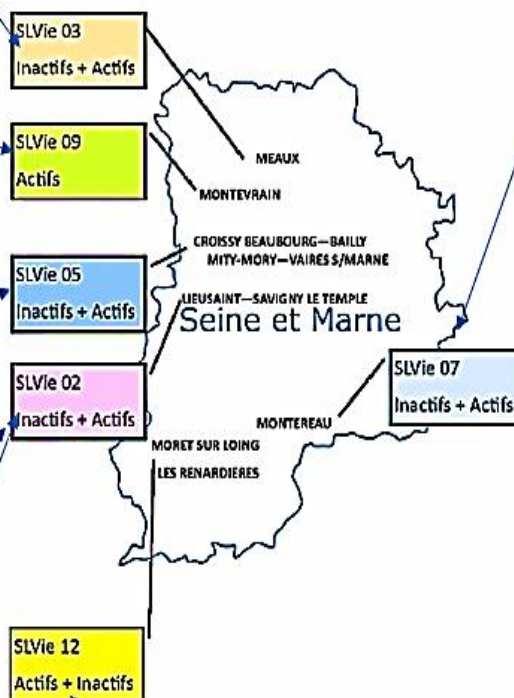 SLVie 03
Inactifs + Actifs
SLVie 09
Actifs
MEAUX
MONTEVRAIN
CROISSY BEAUBOURG—BAILLY
MITY-MORY—VAIRES S/MARNE
SLVie 05
Inactifs + Actifs
LIEUSAINT—SAVIGNY LE TEMPLE
Seine et Marne
SLVie 02
Inactifs + Actifs
SLVie 07
Inactifs + Actifs
MONTEREAU
MORET SUR LOING
LES RENARDIERES
SLVie 12
Actifs + Inactifs